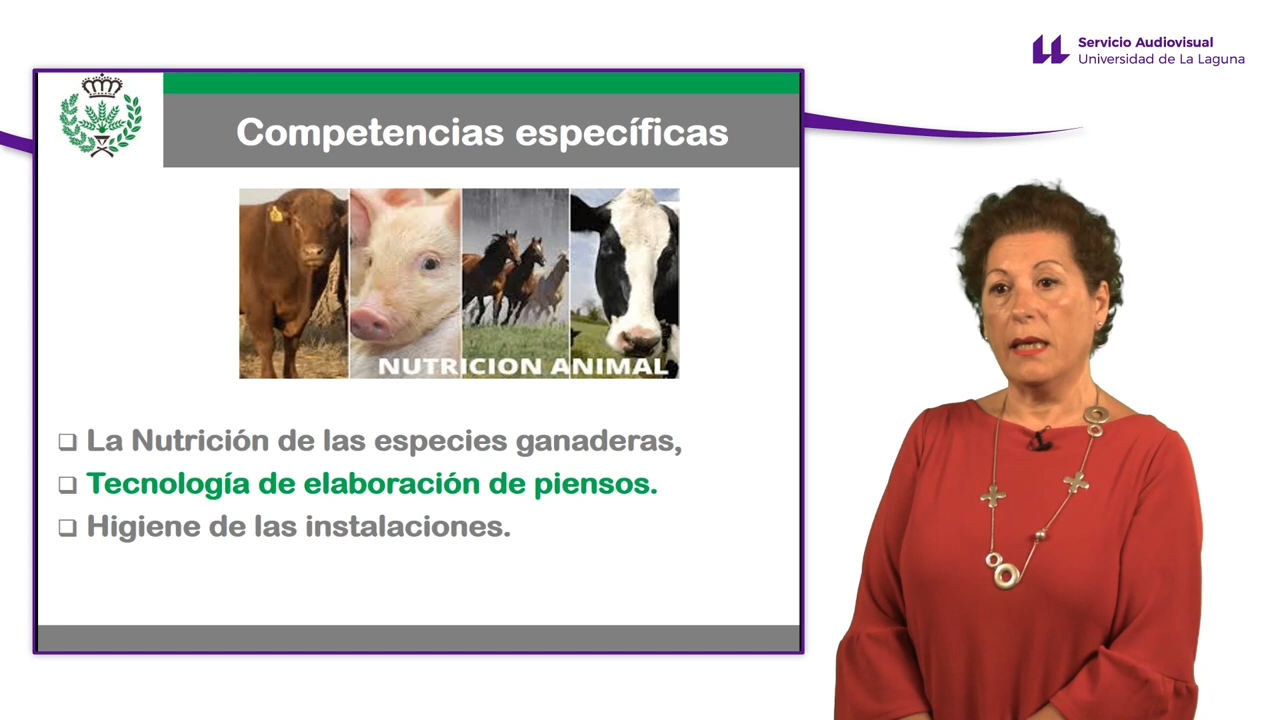 Servicio Audiovisual
Universidad de La Laguna
Competencias específicas
NUTRICION ANIMAL
❑ La Nutrición de las especies ganaderas,
❑ Tecnología de elaboración de piensos.
❑ Higiene de las instalaciones.